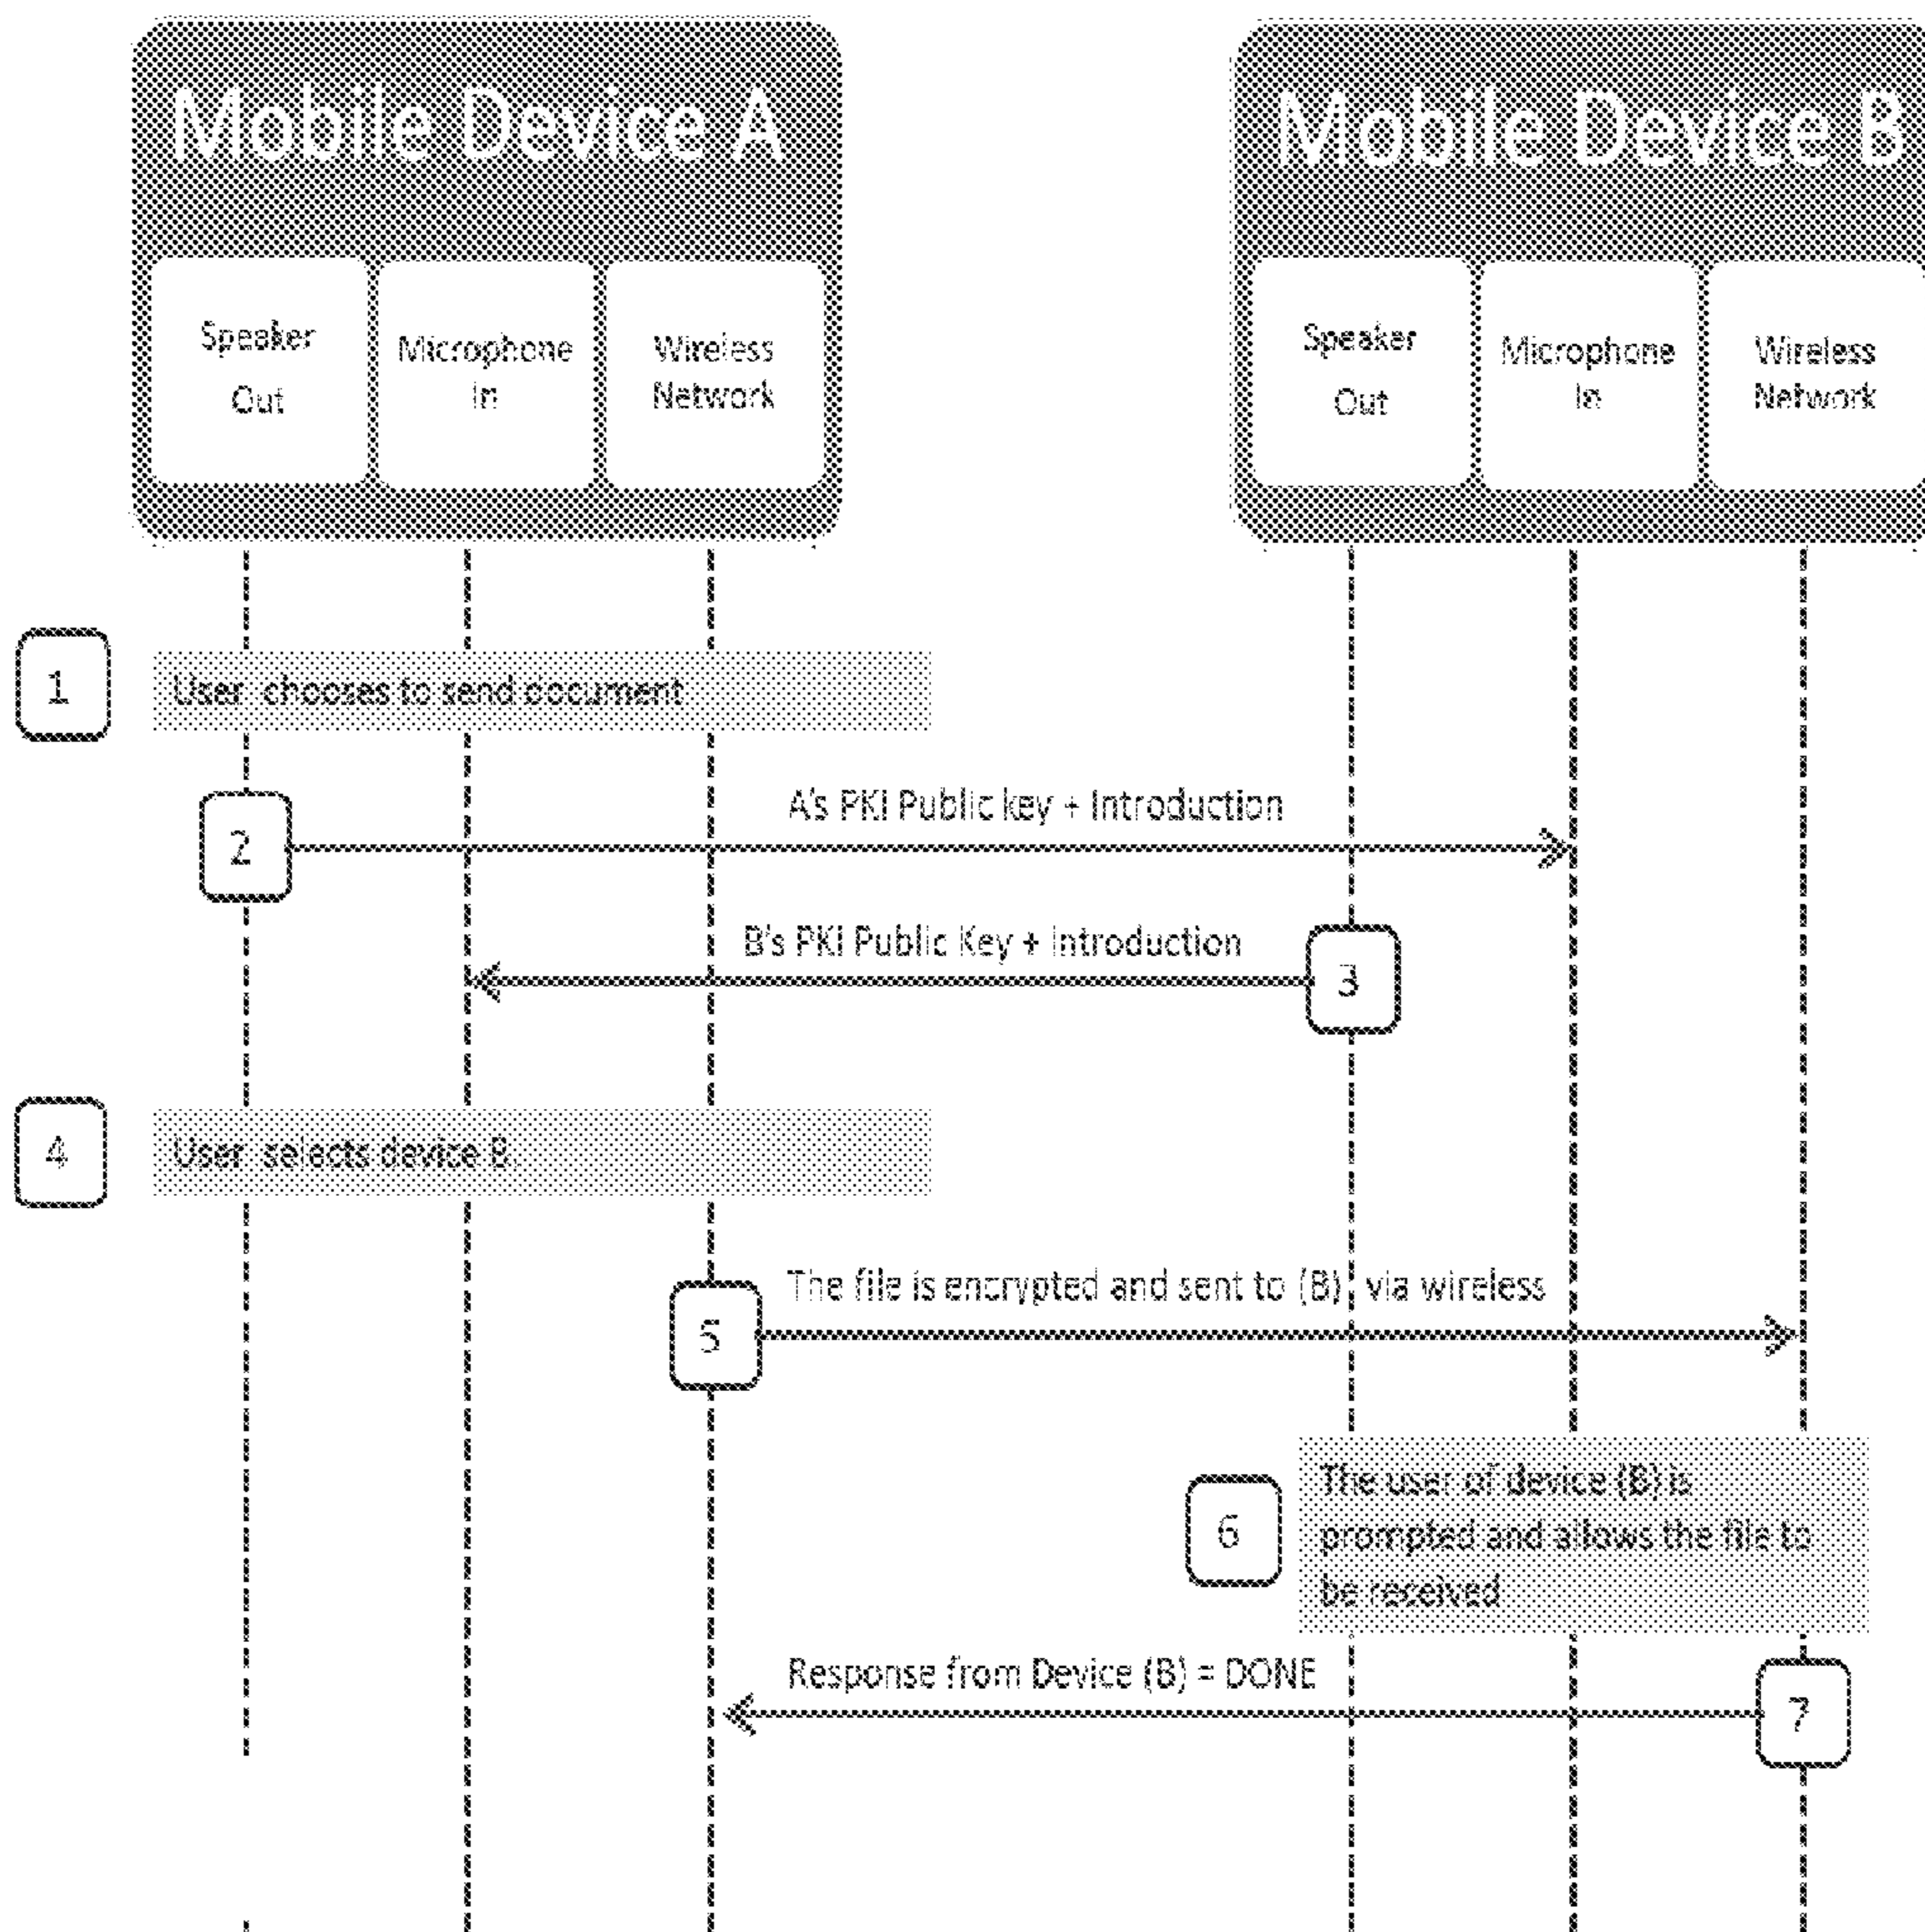 Mobile Device A
Mobile Device B
Speaker
Out
Microphone
In
Wireless
Network
Speaker
Out
Microphone
In
Wireless
Network
1
User chooses to send document
2
A's PKI Public key + Introduction
B's PKI Public Key + Introduction
3
4
User selects device B.
5
The file is encrypted and sent to (B) via wireless
6
The user of device (B) is
prompted and allows the file to
be received
Response from Device (B) = DONE
7